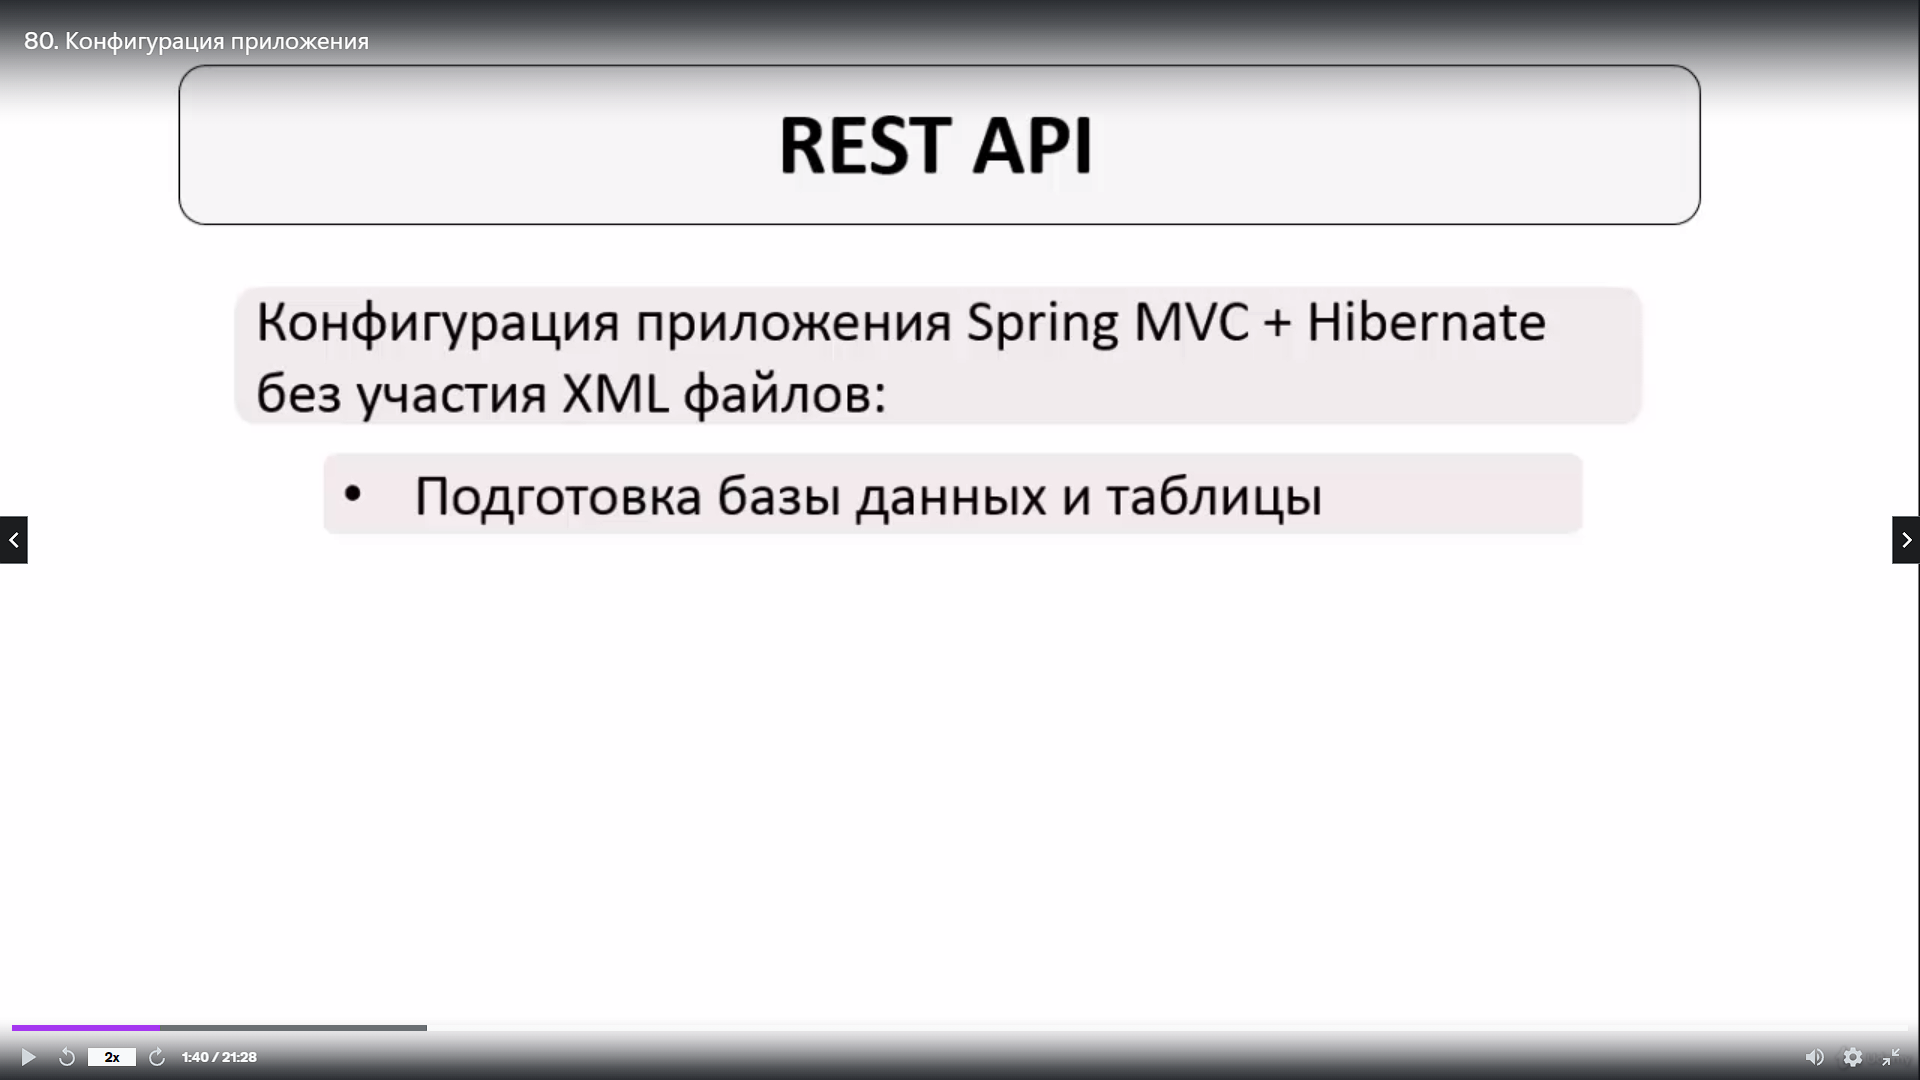 80. Конфигурация приложения
REST API
Конфигурация приложения Spring MVC + Hibernate
без участия XML файлов:
• Подготовка базы данных и таблицы
2x
1:40 / 21:28